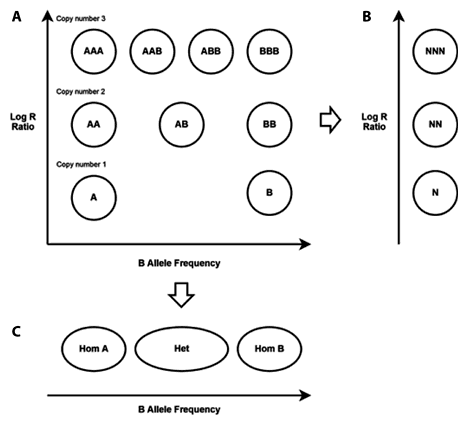 A
Copy number 3
AAA
AAB
ABB
BBB
Log R
Ratio
Copy number 2
AA
AB
BB
Copy number 1
A
B
B Allele Frequency
B
Log R
Ratio
NNN
NN
N
C
Hom A
Het
Hom B
B Allele Frequency